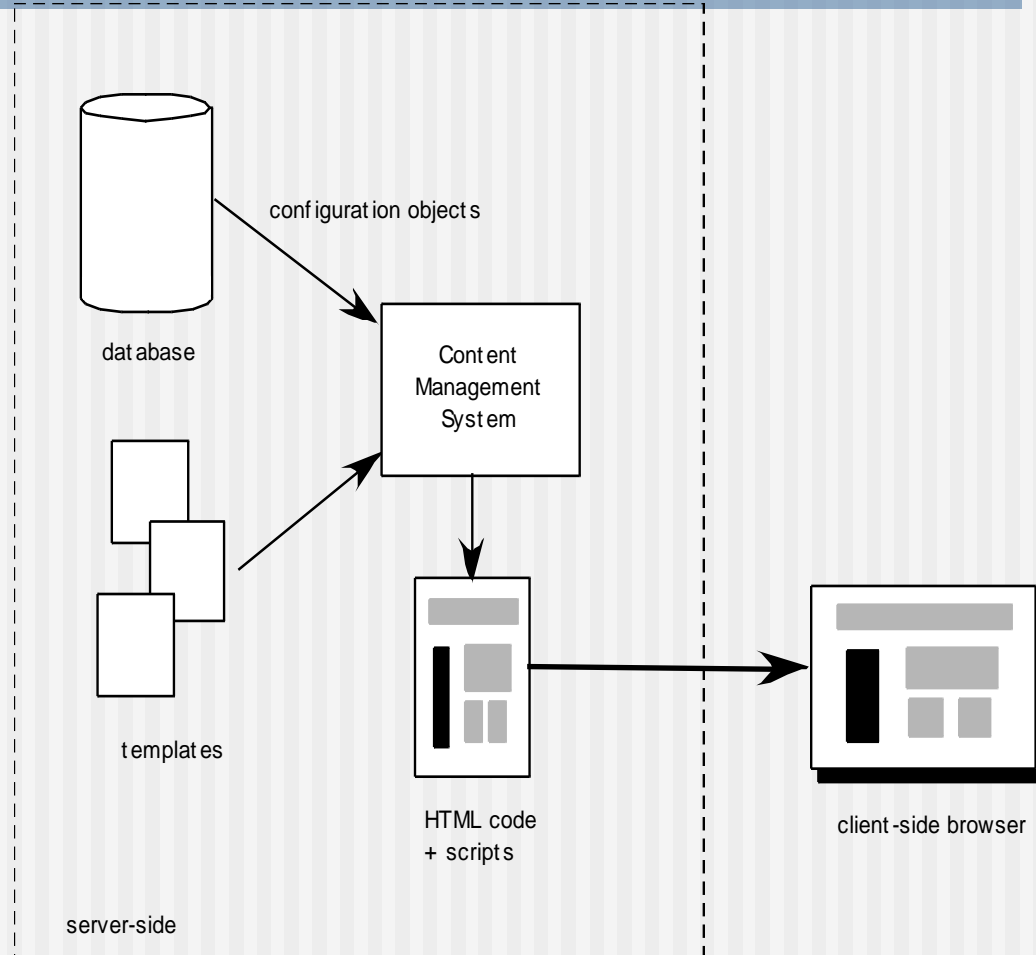 configuration objects
database
Content
Management
System
templates
HTML code
+ scripts
client-side browser
server-side